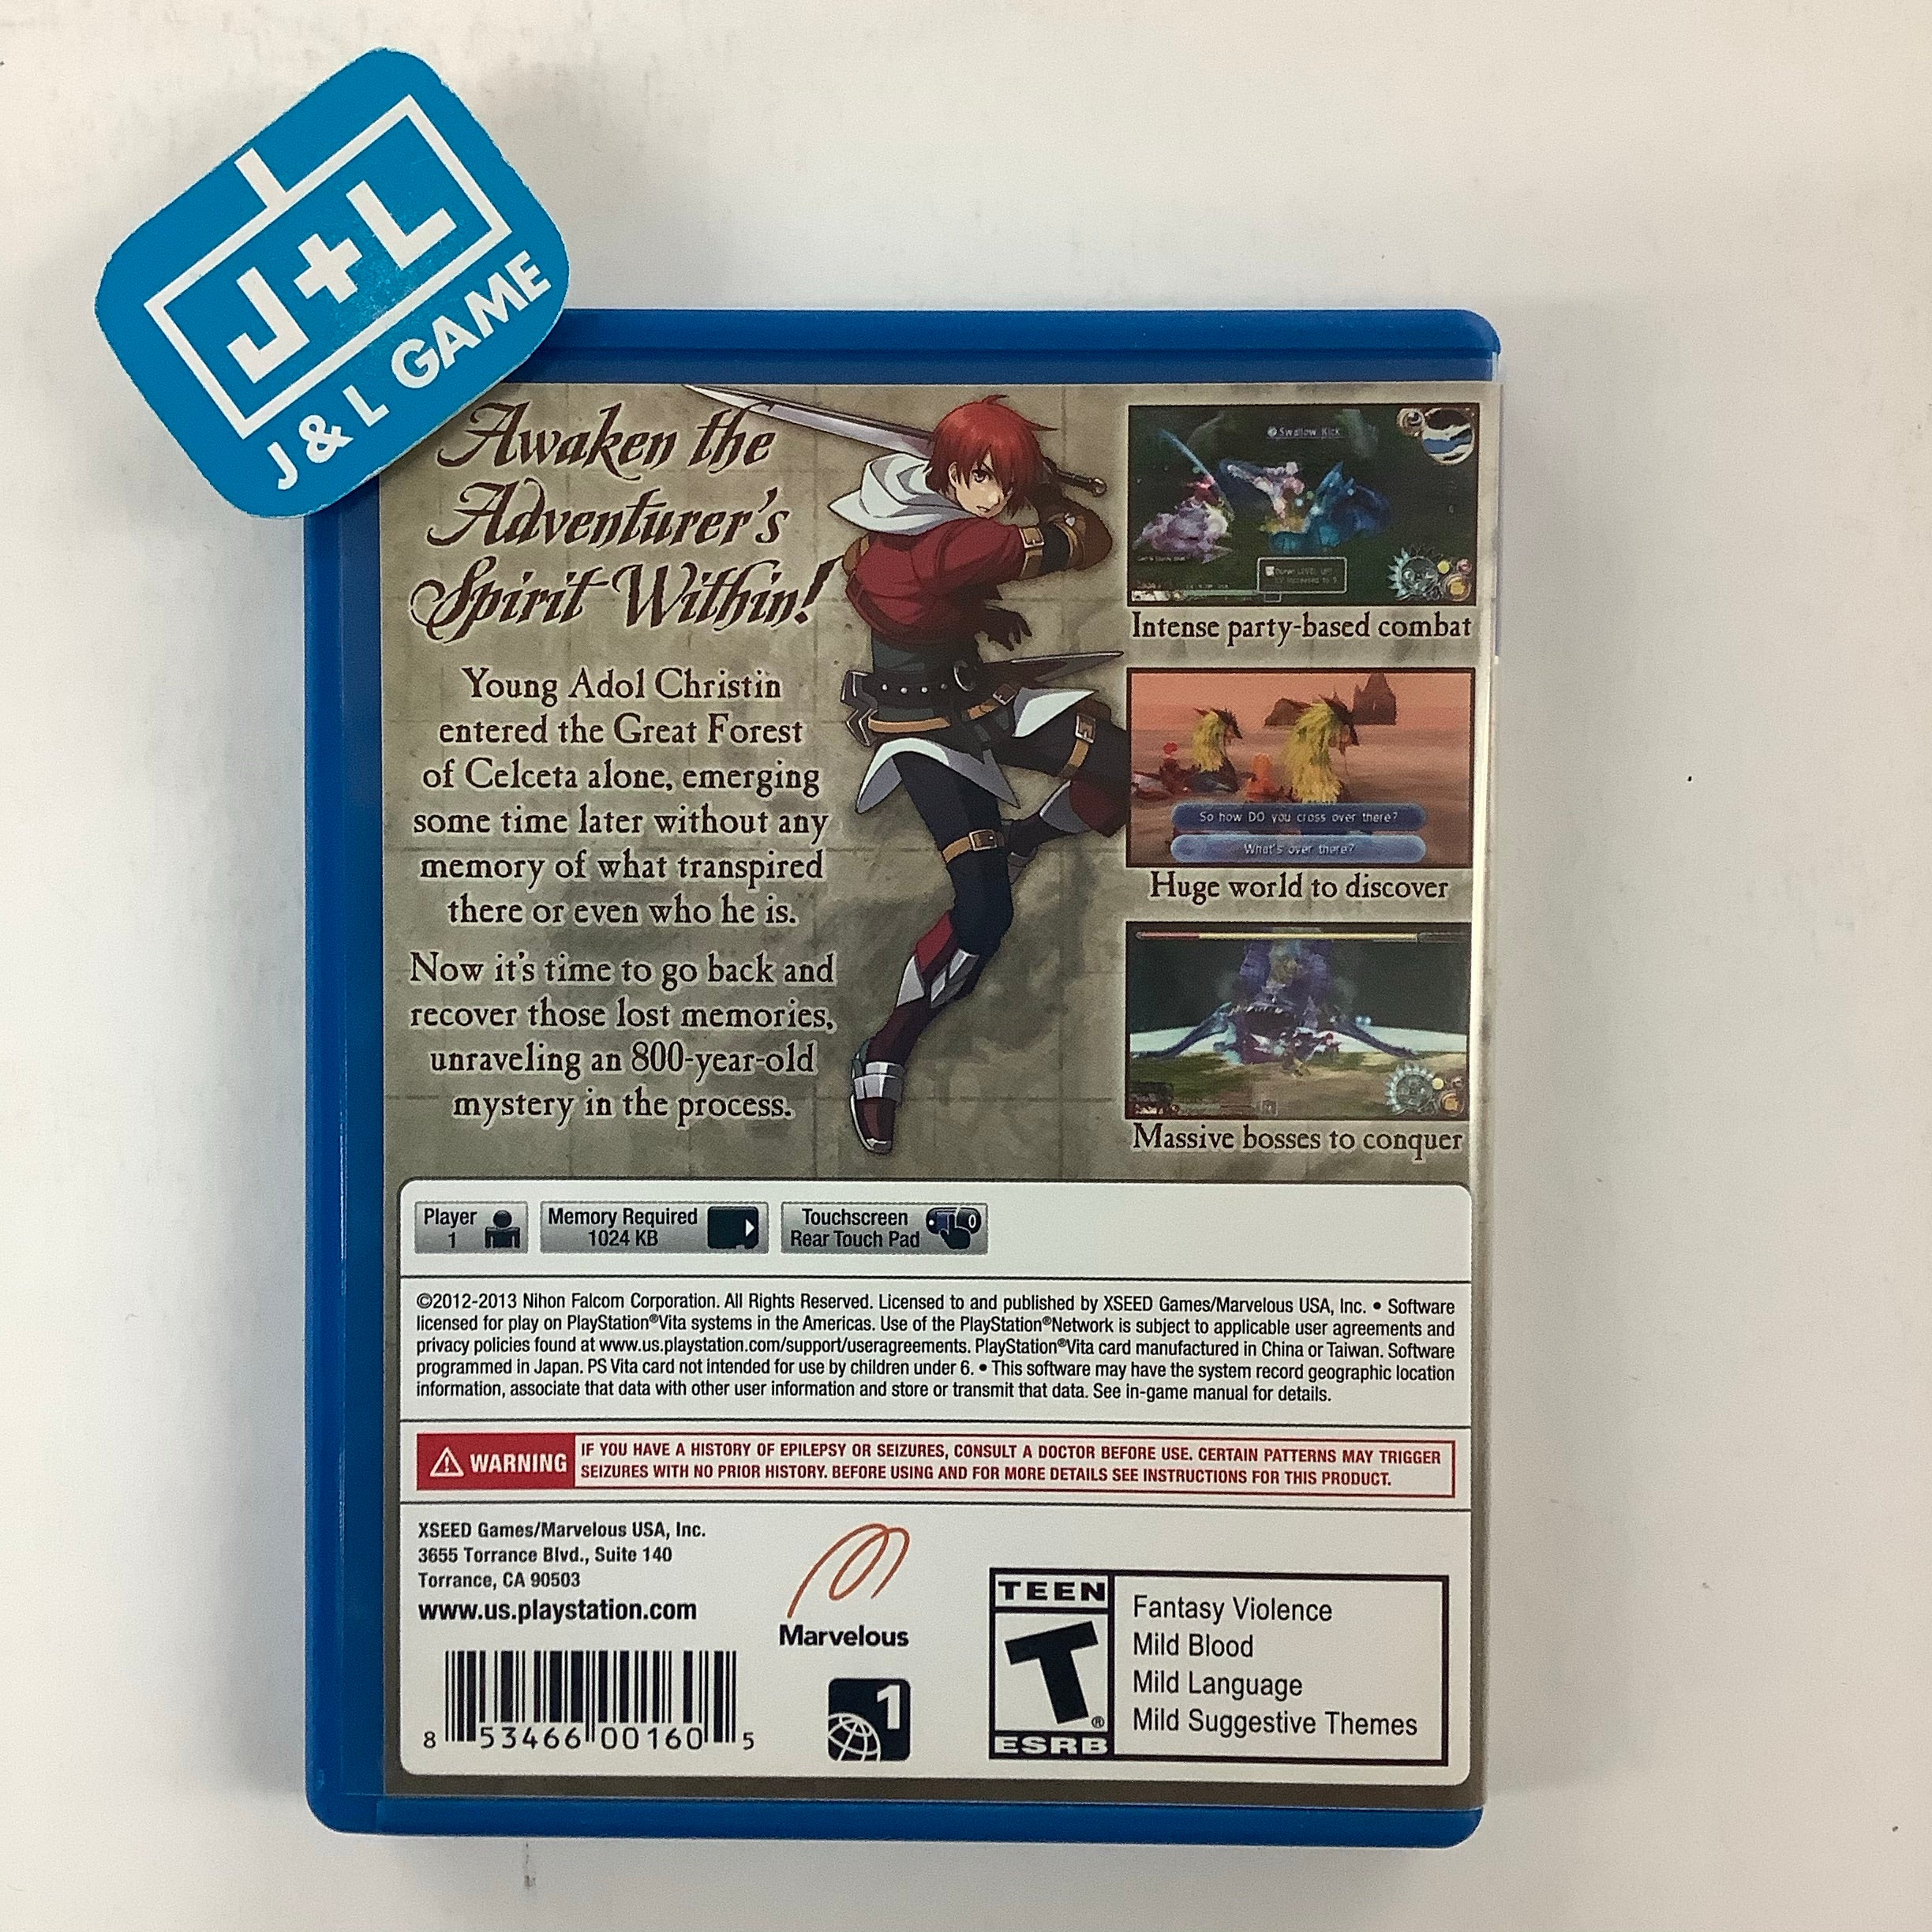 J+L
J & L GAME
Awaken the
Adventurer's
Spirit Within!
Young Adol Christin
entered the Great Forest
of Celceta alone, emerging
some time later without any
memory of what transpired
there or even who he is.
Now it's time to go back and
recover those lost memories,
unraveling an 800-year-old
mystery in the process.
Swallow Kick
Intense party-based combat
So how DO you cross over there?
What's over there?
Huge world to discover
Massive bosses to conquer
Player
1
Memory Required
1024 KB
Touchscreen
Rear Touch Pad
©2012-2013 Nihon Falcom Corporation. All Rights Reserved. Licensed to and published by XSEED Games/Marvelous USA, Inc. • Software
licensed for play on PlayStation®Vita systems in the Americas. Use of the PlayStation®Network is subject to applicable user agreements and
privacy policies found at www.us.playstation.com/support/useragreements. PlayStation®Vita card manufactured in China or Taiwan. Software
programmed in Japan. PS Vita card not intended for use by children under 6. • This software may have the system record geographic location
information, associate that data with other user information and store or transmit that data. See in-game manual for details.
WARNING
IF YOU HAVE A HISTORY OF EPILEPSY OR SEIZURES, CONSULT A DOCTOR BEFORE USE. CERTAIN PATTERNS MAY TRIGGER
SEIZURES WITH NO PRIOR HISTORY. BEFORE USING AND FOR MORE DETAILS SEE INSTRUCTIONS FOR THIS PRODUCT.
XSEED Games/Marvelous USA, Inc.
3655 Torrance Blvd., Suite 140
Torrance, CA 90503
www.us.playstation.com
8 53466 00160 5
Marvelous
1
TEEN
T®
ESRB
Fantasy Violence
Mild Blood
Mild Language
Mild Suggestive Themes